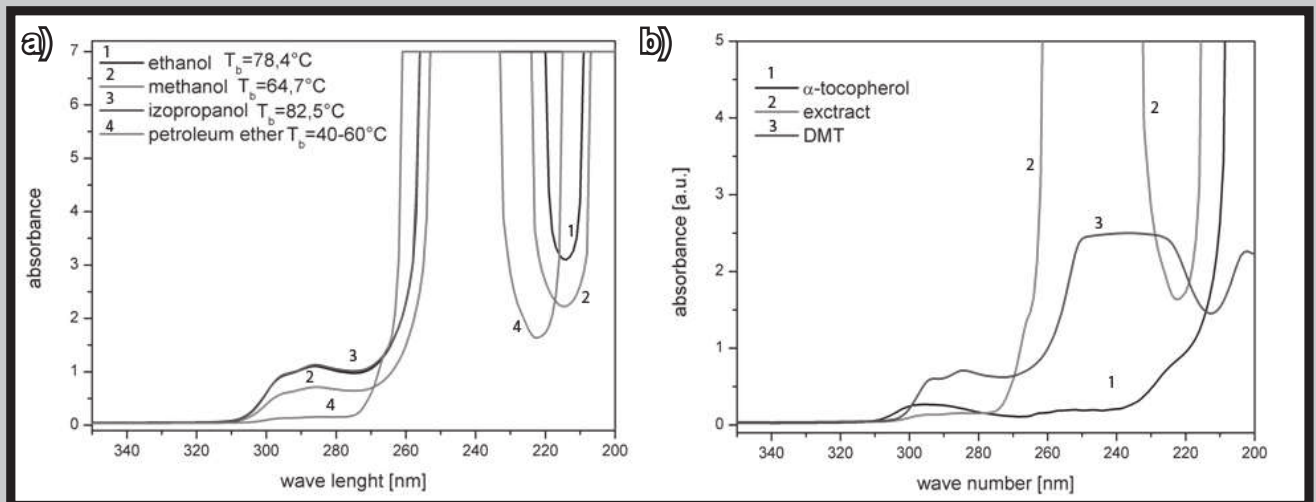 a)
1
ethanol T_b=78,4°C
2
methanol T_b=64,7°C
3
izopropanol T_b=82,5°C
4
petroleum ether T_b=40-60°C
absorbance
7
6
5
4
3
2
1
0
1
2
4
3
2
4
340 320 300 280 260 240 220 200
wave lenght [nm]
b)
1
α-tocopherol
2
exctract
3
DMT
absorbance [a.u.]
5
4
3
2
1
0
2
2
3
1
340 320 300 280 260 240 220 200
wave number [nm]